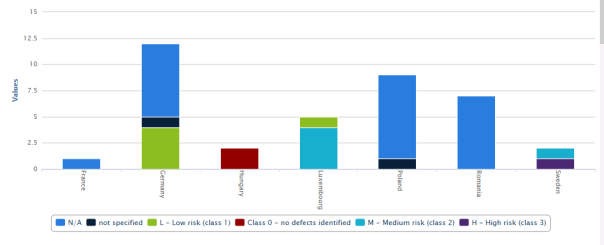 15
12.5
10
7.5
5
2.5
0
Values
France
Germany
Hungary
Luxembourg
Poland
Romania
Sweden
N/A not specified L - Low risk (class 1) Class 0 - no defects identified M - Medium risk (class 2) H - High risk (class 3)